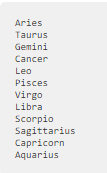 Aries
Taurus
Gemini
Cancer
Leo
Pisces
Virgo
Libra
Scorpio
Sagittarius
Capricorn
Aquarius